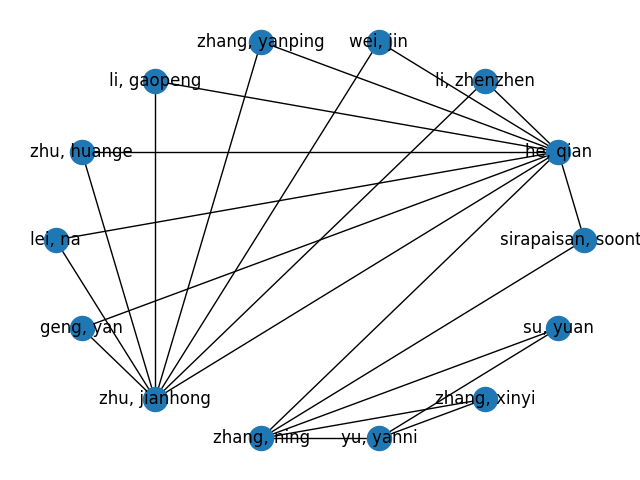 zhang, yanping
wei, jin
li, gaopeng
li, zhenzhen
zhu, huange
he, qian
lei, na
sirapaisan, soont
geng, yan
su, yuan
zhu, jianhong
zhang, xinyi
zhang, ning
yu, yanni